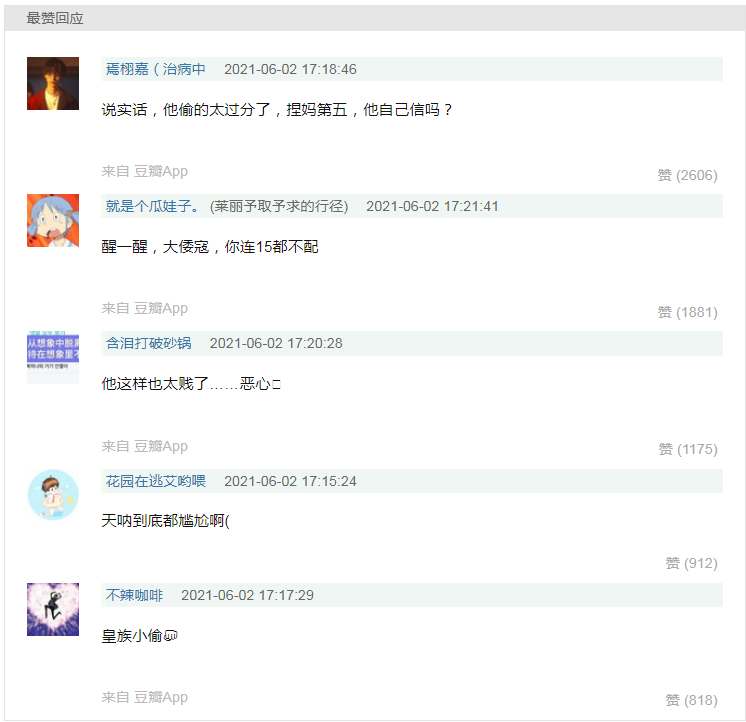 最赞回应
焉栩嘉（治病中 2021-06-02 17:18:46
说实话，他偷的太过分了，捏妈第五，他自己信吗？
来自 豆瓣App
赞 (2606)
就是个瓜娃子。 (莱丽予取予求的行径) 2021-06-02 17:21:41
醒一醒，大倭寇，你连15都不配
来自 豆瓣App
赞 (1881)
从想象中脱离
待在想象里不
含泪打破砂锅 2021-06-02 17:20:28
他这样也太贱了……恶心
来自 豆瓣App
赞 (1175)
花园在逃艾哟喂 2021-06-02 17:15:24
天呐到底都尴尬啊(
赞 (912)
不辣咖啡 2021-06-02 17:17:29
皇族小偷
来自 豆瓣App
赞 (818)